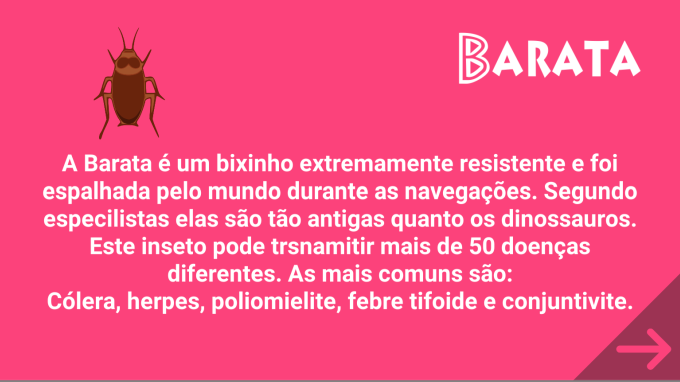 BARATA
A Barata é um bixinho extremamente resistente e foi
espalhada pelo mundo durante as navegações. Segundo
especilistas elas são tão antigas quanto os dinossauros.
Este inseto pode trsnamitir mais de 50 doenças
diferentes. As mais comuns são:
Cólera, herpes, poliomielite, febre tifoide e conjuntivite.